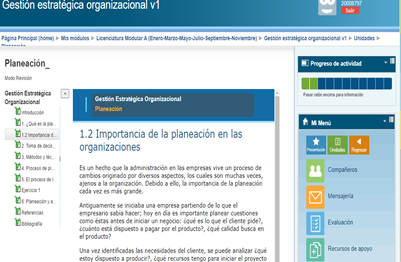 Gestión estratégica organizacional v1
20005797
Salir
Página Principal (home) ▸ Mis módulos ▸ Licenciatura Modular A (Enero-Marzo-Mayo-Julio-Septiembre-Noviembre) ▸ Gestión estratégica organizacional v1 ▸ Unidades ▸
Planeación
Planeación_
Modo Revisión
Gestión Estratégica
Organizacional
Introducción
1. ¿Qué es la pla...
1.2 Importancia d...
2. Toma de decis...
3. Métodos y téc...
4. Proceso de pl...
5. El proceso de l...
Ejercicio 1
6. Planeación y e...
Referencias
Bibliografía
Gestión Estratégica Organizacional
Planeación
1.2 Importancia de la planeación en las
organizaciones
Es un hecho que la administración en las empresas vive un proceso de
cambios originado por diversos aspectos, los cuales son muchas veces,
ajenos a la organización. Debido a ello, la importancia de la planeación
cada vez es más grande.
Antiguamente se iniciaba una empresa partiendo de lo que el
empresario sabía hacer; hoy en día es importante planear cuestiones
como éstas antes de iniciar un negocio: ¿qué es lo que el cliente pide?,
¿cuánto está dispuesto a pagar por el producto?, ¿qué calidad busca en
el producto?
Una vez identificadas las necesidades del cliente, se puede analizar ¿qué
estoy dispuesto a producir?, ¿qué recursos tengo para iniciar el proyecto
Progreso de actividad
Pasar ratón encima para información
Mi Menú
Presentación
Unidades
Regresar
Compañeros
Mensajería
Evaluación
Recursos de apoyo